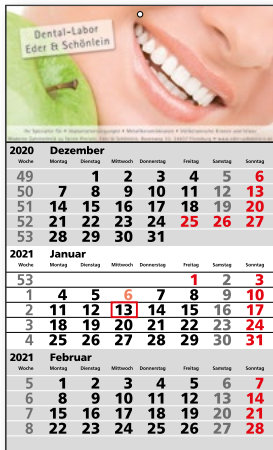 Dental-Labor
Eder & Schönlein
2020 Dezember
Woche Montag Dienstag Mittwoch Donnerstag Freitag Samstag Sonntag
49 1 2 3 4 5 6
50 7 8 9 10 11 12 13
51 14 15 16 17 18 19 20
52 21 22 23 24 25 26 27
53 28 29 30 31
2021 Januar
Woche Montag Dienstag Mittwoch Donnerstag Freitag Samstag Sonntag
53 1 2 3
1 4 5 6 7 8 9 10
2 11 12 13 14 15 16 17
3 18 19 20 21 22 23 24
4 25 26 27 28 29 30 31
2021 Februar
Woche Montag Dienstag Mittwoch Donnerstag Freitag Samstag Sonntag
5 1 2 3 4 5 6 7
6 8 9 10 11 12 13 14
7 15 16 17 18 19 20 21
8 22 23 24 25 26 27 28